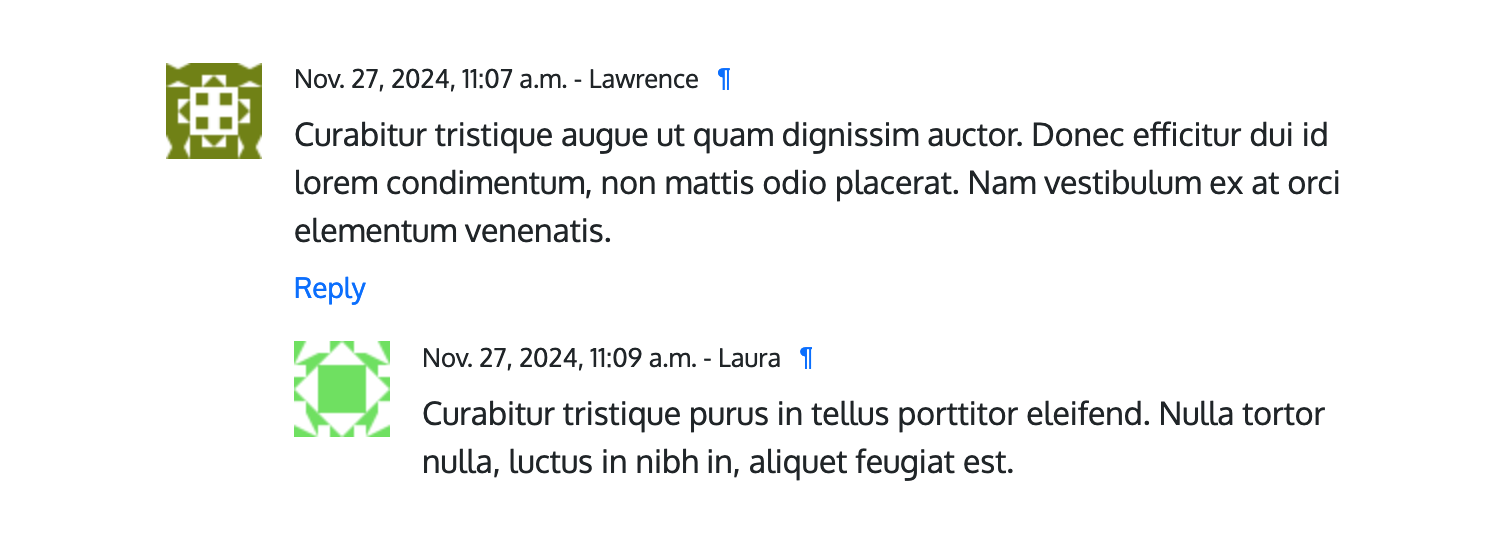 Nov. 27, 2024, 11:07 a.m. - Lawrence ¶
Curabitur tristique augue ut quam dignissim auctor. Donec efficitur dui id
lorem condimentum, non mattis odio placerat. Nam vestibulum ex at orci
elementum venenatis.
Reply
Nov. 27, 2024, 11:09 a.m. - Laura ¶
Curabitur tristique purus in tellus porttitor eleifend. Nulla tortor
nulla, luctus in nibh in, aliquet feugiat est.